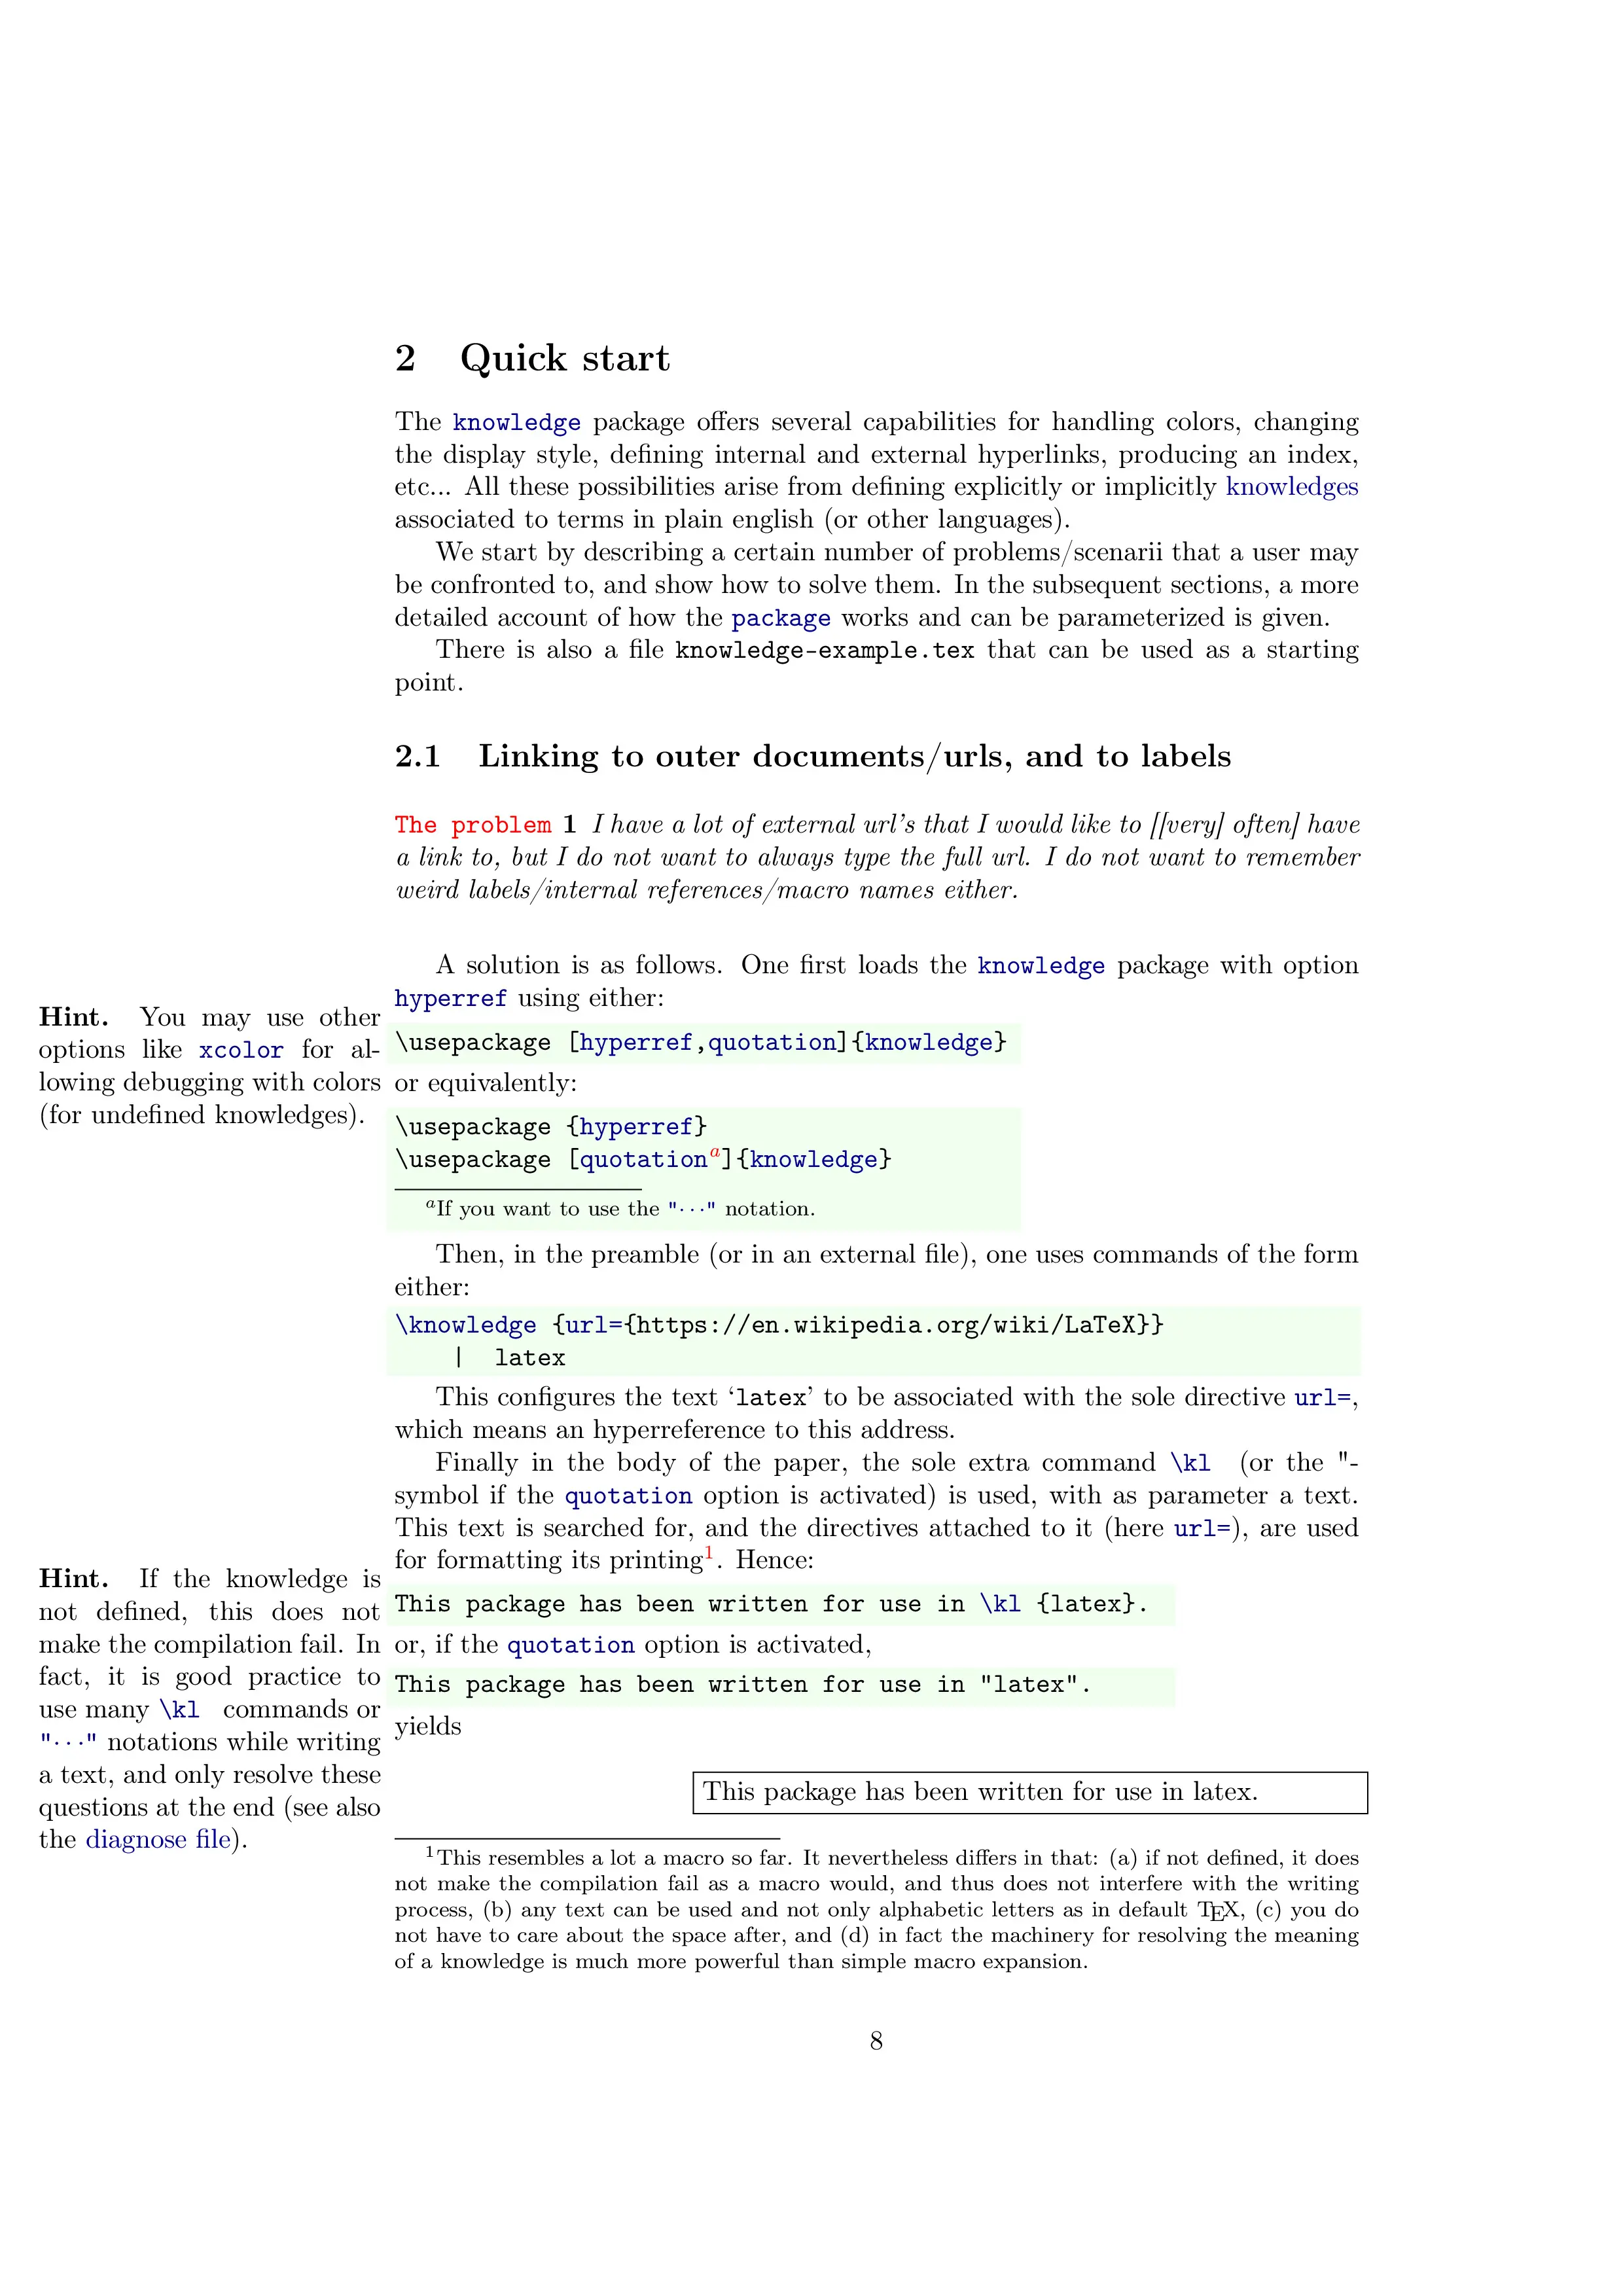 2 Quick start
The knowledge package offers several capabilities for handling colors, changing
the display style, defining internal and external hyperlinks, producing an index,
etc... All these possibilities arise from defining explicitly or implicitly knowledges
associated to terms in plain english (or other languages).
We start by describing a certain number of problems/scenarii that a user may
be confronted to, and show how to solve them. In the subsequent sections, a more
detailed account of how the package works and can be parameterized is given.
There is also a file knowledge-example.tex that can be used as a starting
point.
2.1 Linking to outer documents/urls, and to labels
The problem 1 I have a lot of external url's that I would like to [[very] often] have
a link to, but I do not want to always type the full url. I do not want to remember
weird labels/internal references/macro names either.
A solution is as follows. One first loads the knowledge package with option
hyperref using either:
Hint. You may use other
options like xcolor for al-
lowing debugging with colors
(for undefined knowledges).
\usepackage [hyperref,quotation]{knowledge}
or equivalently:
\usepackage {hyperref}
\usepackage [quotationa]{knowledge}
aIf you want to use the "···" notation.
Then, in the preamble (or in an external file), one uses commands of the form
either:
\knowledge {url={https://en.wikipedia.org/wiki/LaTeX}}
| latex
This configures the text ‘latex’ to be associated with the sole directive url=,
which means an hyperreference to this address.
Finally in the body of the paper, the sole extra command \kl (or the "-
symbol if the quotation option is activated) is used, with as parameter a text.
This text is searched for, and the directives attached to it (here url=), are used
for formatting its printing1. Hence:
Hint. If the knowledge is
not defined, this does not
make the compilation fail. In
fact, it is good practice to
use many \kl commands or
"···" notations while writing
a text, and only resolve these
questions at the end (see also
the diagnose file).
This package has been written for use in \kl {latex}.
or, if the quotation option is activated,
This package has been written for use in "latex".
yields
This package has been written for use in latex.
1This resembles a lot a macro so far. It nevertheless differs in that: (a) if not defined, it does
not make the compilation fail as a macro would, and thus does not interfere with the writing
process, (b) any text can be used and not only alphabetic letters as in default TEX, (c) you do
not have to care about the space after, and (d) in fact the machinery for resolving the meaning
of a knowledge is much more powerful than simple macro expansion.
8